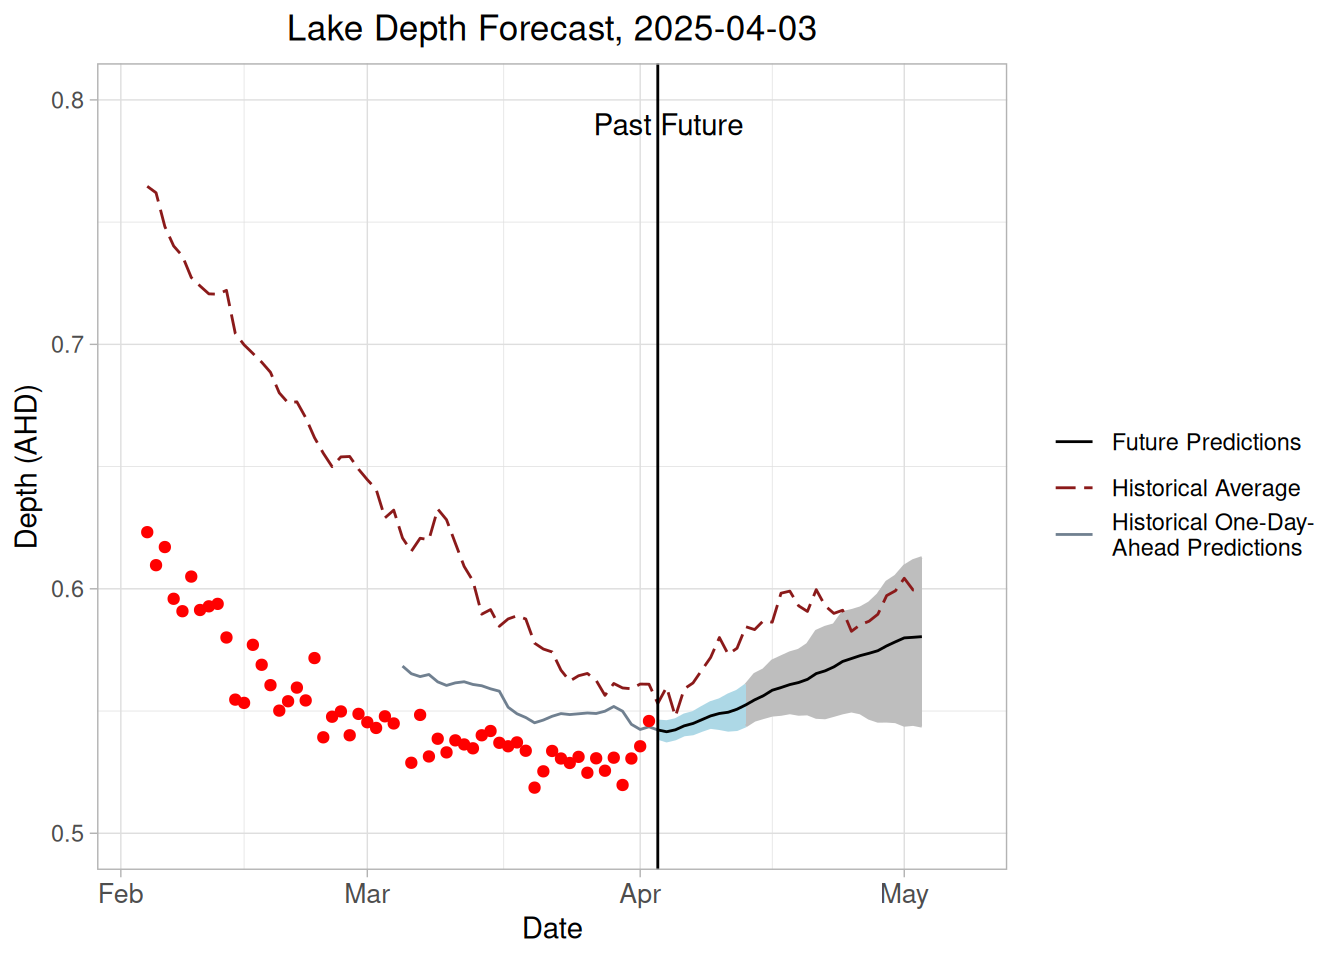 Lake Depth Forecast, 2025-04-03
0.8
Past Future
0.7
Depth (AHD)
0.6
0.5
Feb Mar Apr May
Date
Future Predictions
Historical Average
Historical One-Day-
Ahead Predictions